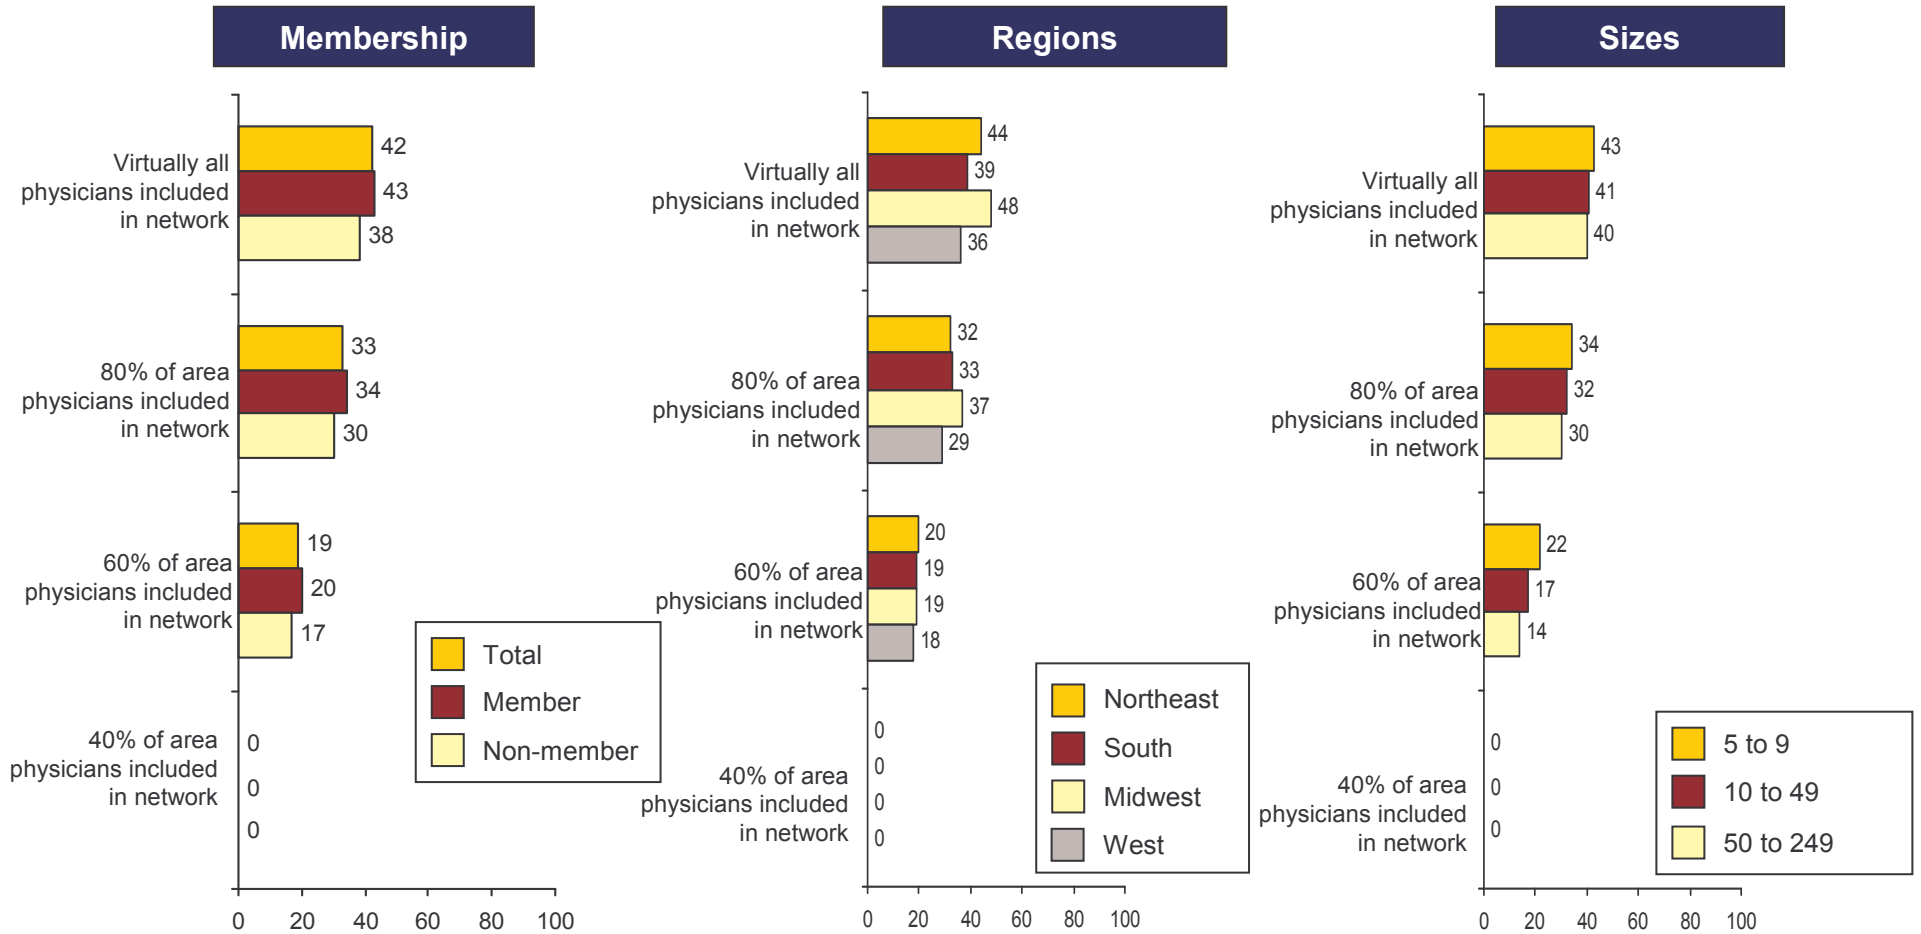 Membership
Virtually all
physicians included
in network
42
43
38
80% of area
physicians included
in network
33
34
30
60% of area
physicians included
in network
19
20
17
40% of area
physicians included
in network
0
0
0
Total
Member
Non-member
0 20 40 60 80 100
Regions
Virtually all
physicians included
in network
44
39
48
36
80% of area
physicians included
in network
32
33
37
29
60% of area
physicians included
in network
20
19
19
18
40% of area
physicians included
in network
0
0
0
0
Northeast
South
Midwest
West
0 20 40 60 80 100
Sizes
Virtually all
physicians included
in network
43
41
40
80% of area
physicians included
in network
34
32
30
60% of area
physicians included
in network
22
17
14
40% of area
physicians included
in network
0
0
0
5 to 9
10 to 49
50 to 249
0 20 40 60 80 100